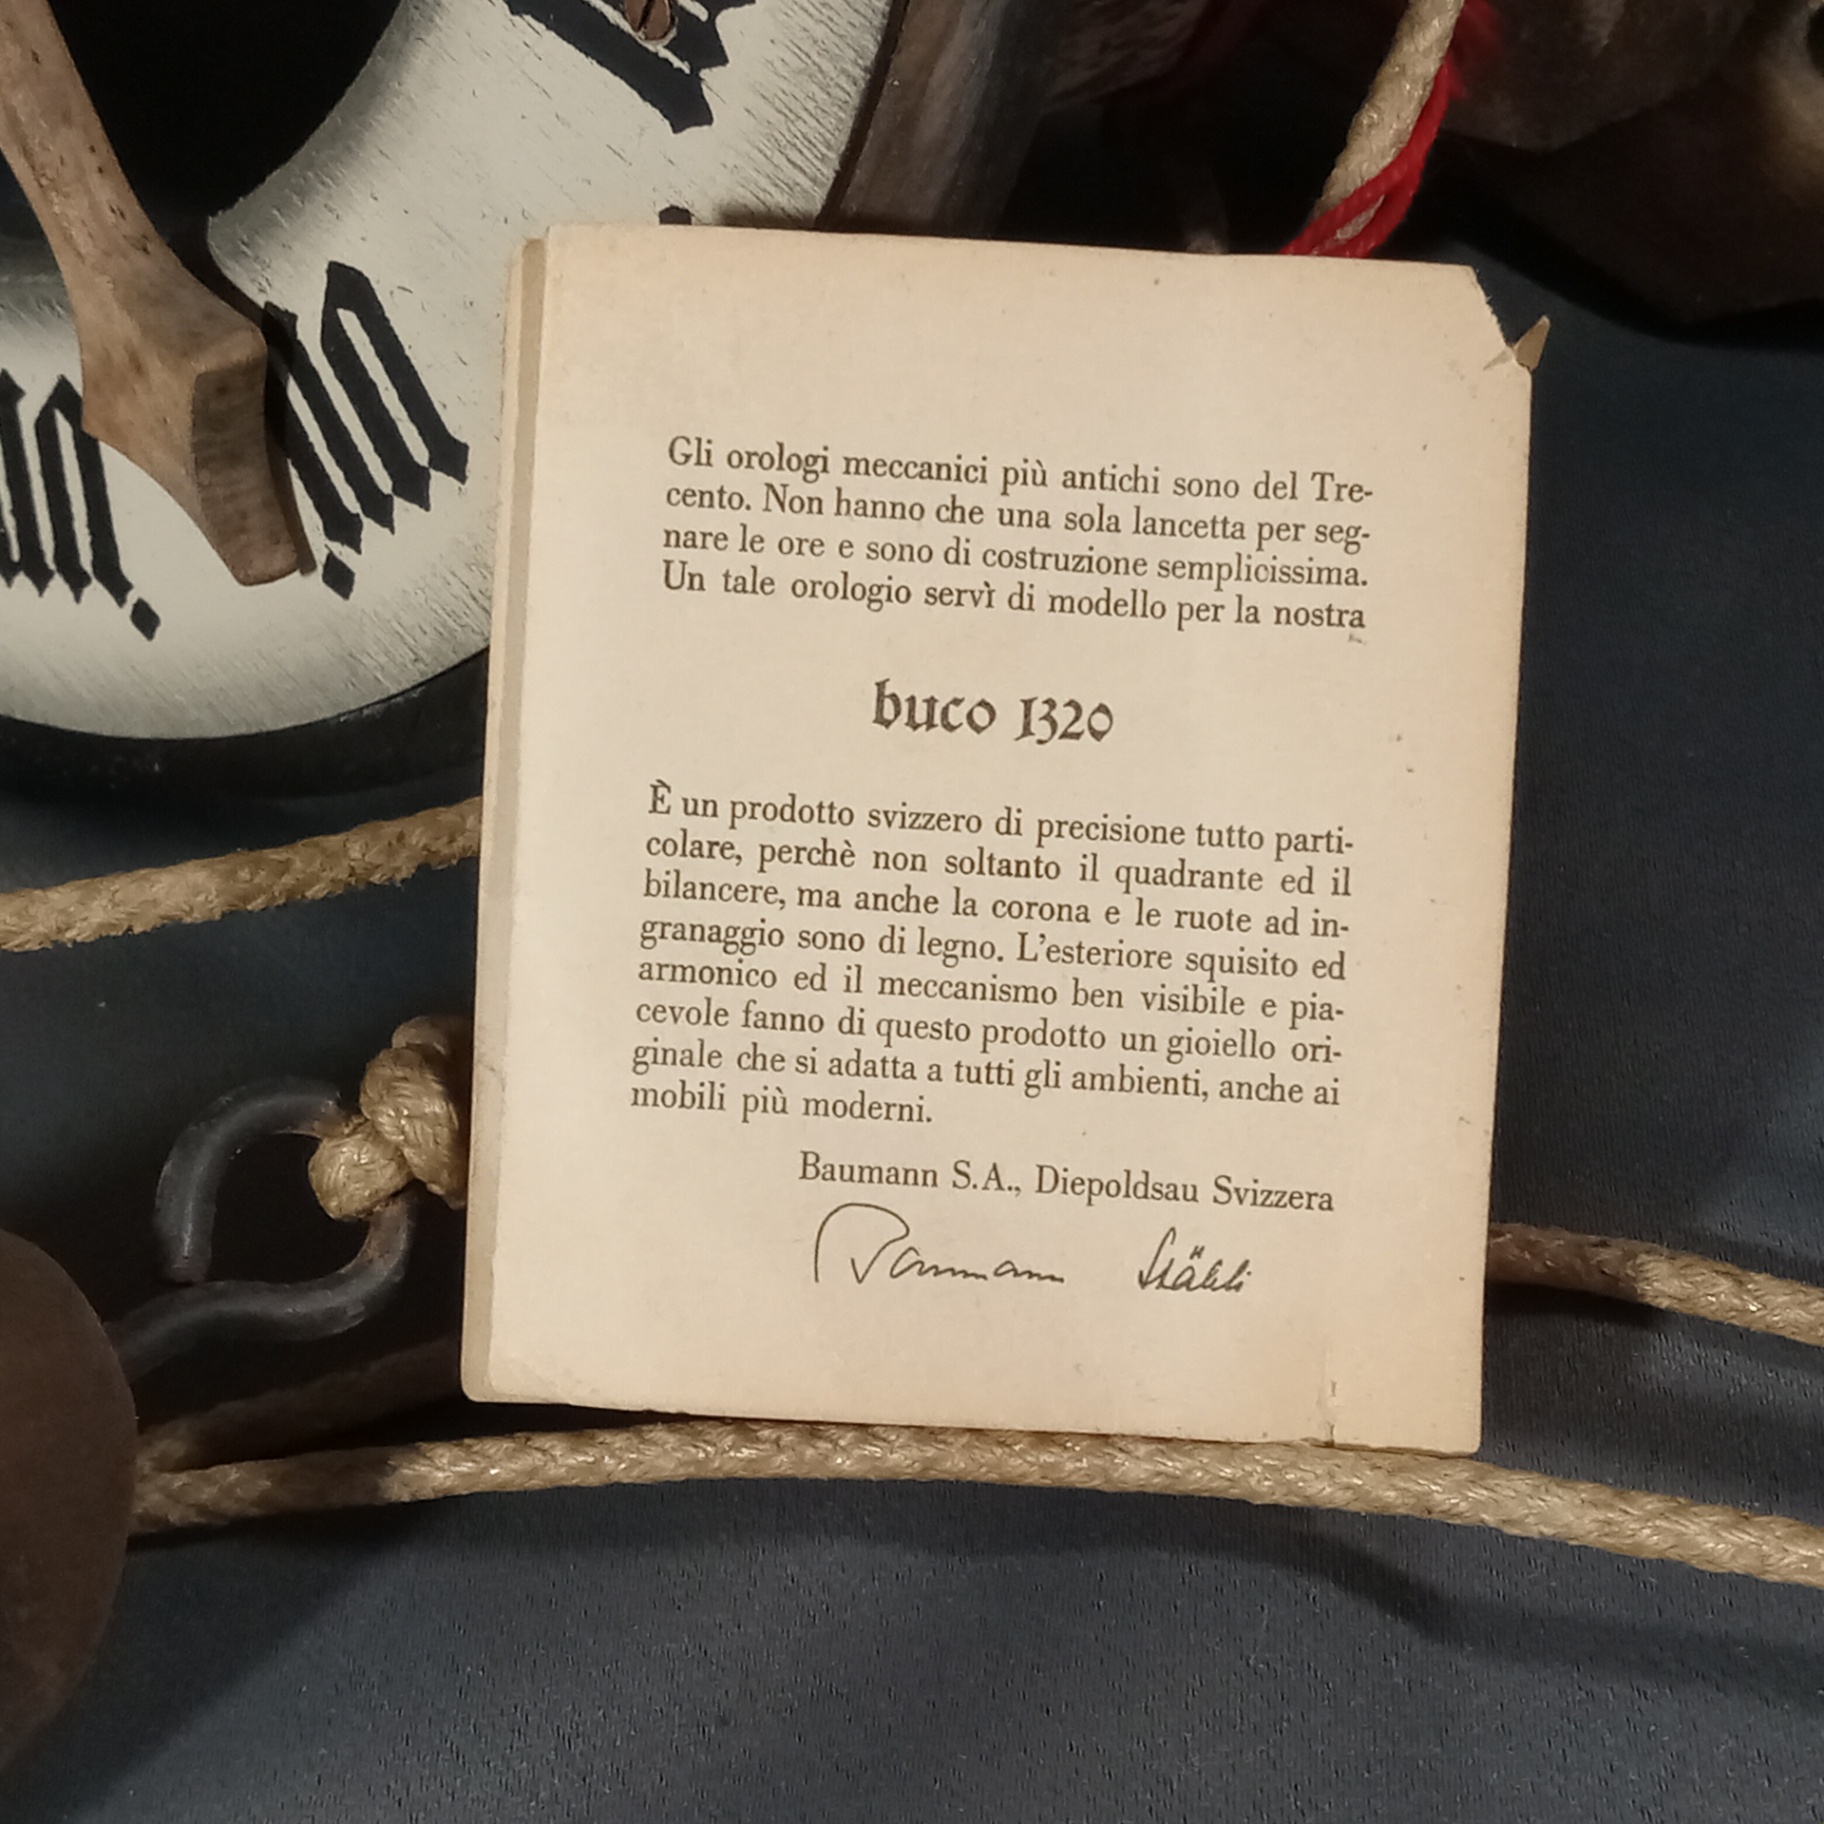 Gli orologi meccanici più antichi sono del Tre-
cento. Non hanno che una sola lancetta per seg-
nare le ore e sono di costruzione semplicissima.
Un tale orologio servì di modello per la nostra
buco 1320
È un prodotto svizzero di precisione tutto parti-
colare, perchè non soltanto il quadrante ed il
bilancere, ma anche la corona e le ruote ad in-
granaggio sono di legno. L'esteriore squisito ed
armonico ed il meccanismo ben visibile e pia-
cevole fanno di questo prodotto un gioiello ori-
ginale che si adatta a tutti gli ambienti, anche ai
mobili più moderni.
Baumann S.A., Diepoldsau Svizzera
Baumann Stähli